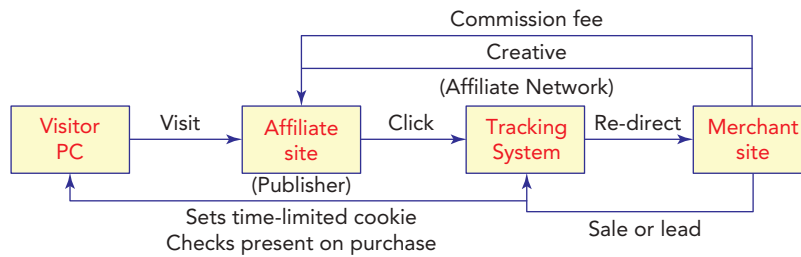 Commission fee
Creative
(Affiliate Network)
Visitor
PC
Visit
Affiliate
site
Click
Tracking
System
Re-direct
Merchant
site
(Publisher)
Sets time-limited cookie
Checks present on purchase
Sale or lead